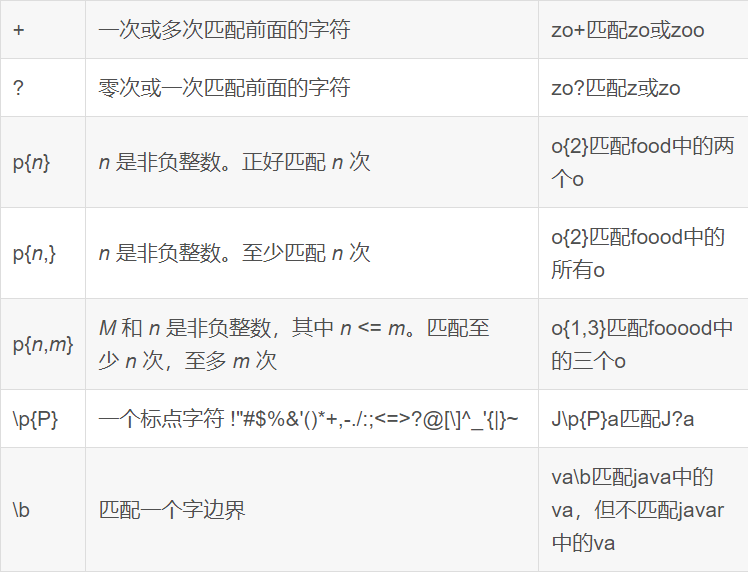 + 一次或多次匹配前面的字符 zo+匹配zo或zoo
? 零次或一次匹配前面的字符 zo?匹配z或zo
p{n} n 是非负整数。正好匹配 n 次 o{2}匹配food中的两
个o
p{n,} n 是非负整数。至少匹配 n 次 o{2}匹配foood中的
所有o
p{n,m} M 和 n 是非负整数，其中 n <= m。匹配至
少 n 次，至多 m 次 o{1,3}匹配fooood中
的三个o
\p{P} 一个标点字符 !"#$%&'()*+,-./:;<=>?@[\]^_'{|}~ J\p{P}a匹配J?a
\b 匹配一个字边界 va\b匹配java中的
va，但不匹配javar
中的va